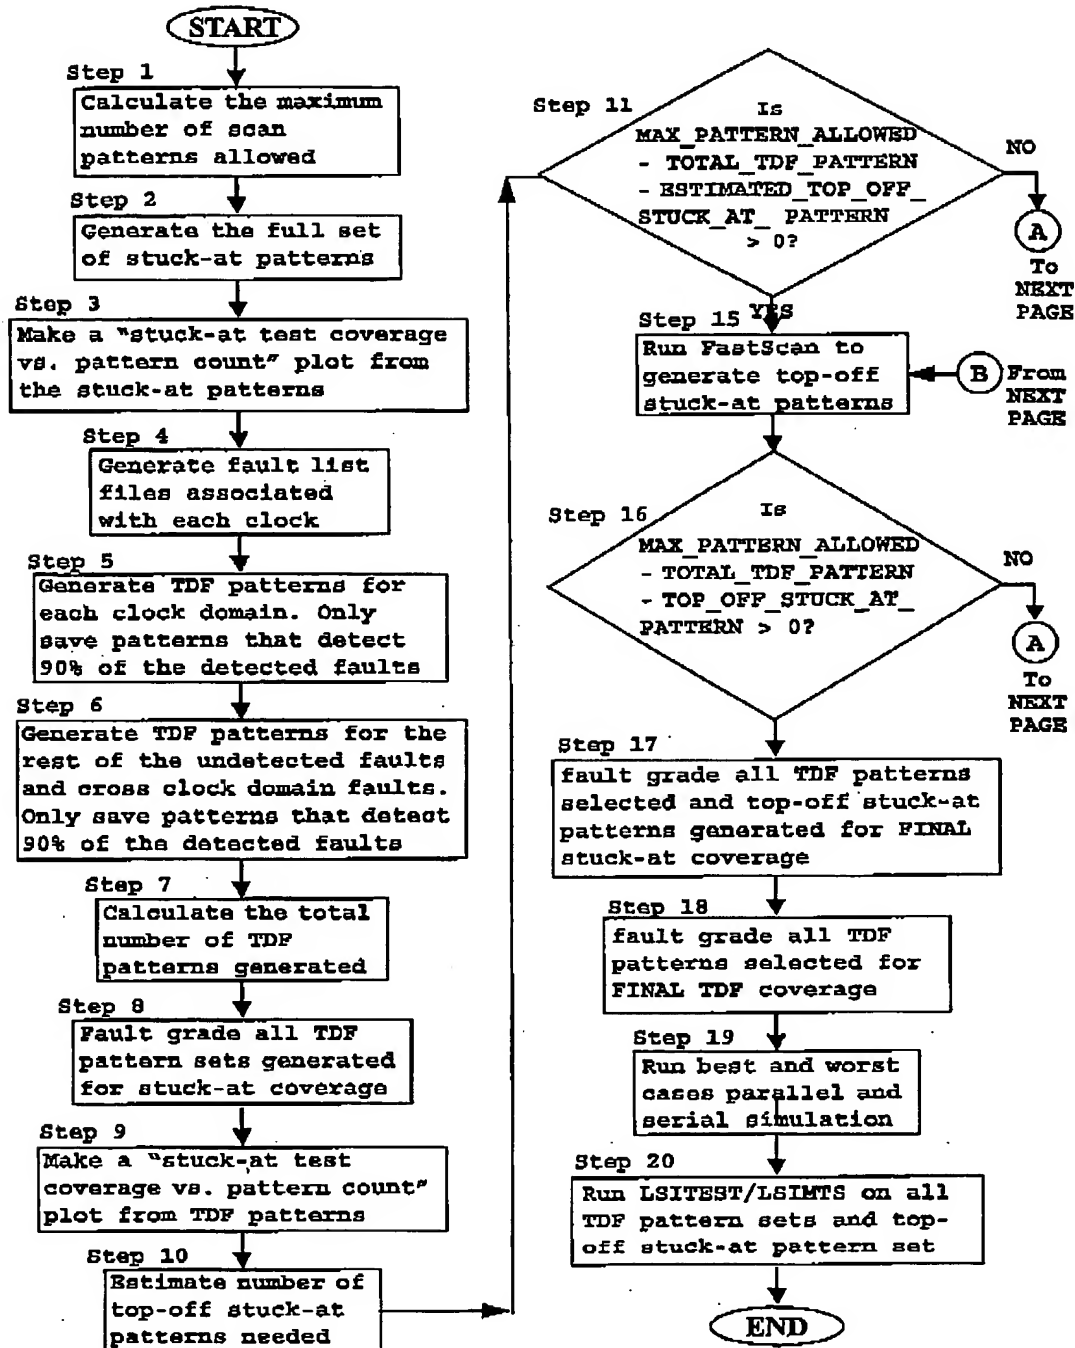 START
Step 1
Calculate the maximum
number of scan
patterns allowed
Step 2
Generate the full set
of stuck-at patterns
Step 3
Make a "stuck-at test coverage
vs. pattern count" plot from
the stuck-at patterns
Step 4
Generate fault list
files associated
with each clock
Step 5
Generate TDF patterns for
each clock domain. Only
save patterns that detect
90% of the detected faults
Step 6
Generate TDF patterns for the
rest of the undetected faults
and cross clock domain faults.
Only save patterns that detect
90% of the detected faults
Step 7
Calculate the total
number of TDF
patterns generated
Step 8
Fault grade all TDF
pattern sets generated
for stuck-at coverage
Step 9
Make a "stuck-at test
coverage vs. pattern count"
plot from TDF patterns
Step 10
Estimate number of
top-off stuck-at
patterns needed
Step 11
Is
MAX_PATTERN_ALLOWED
- TOTAL_TDF_PATTERN
- ESTIMATED_TOP_OFF_
STUCK_AT_ PATTERN
> 0?
NO
A
To
NEXT
PAGE
YES
Step 15
Run FastScan to
generate top-off
stuck-at patterns
B
From
NEXT
PAGE
Step 16
Is
MAX_PATTERN_ALLOWED
- TOTAL_TDF_PATTERN
- TOP_OFF_STUCK_AT_
PATTERN > 0?
NO
A
To
NEXT
PAGE
Step 17
fault grade all TDF patterns
selected and top-off stuck-at
patterns generated for FINAL
stuck-at coverage
Step 18
fault grade all TDF
patterns selected for
FINAL TDF coverage
Step 19
Run best and worst
cases parallel and
serial simulation
Step 20
Run LSITEST/LSIMTS on all
TDF pattern sets and top-
off stuck-at pattern set
END